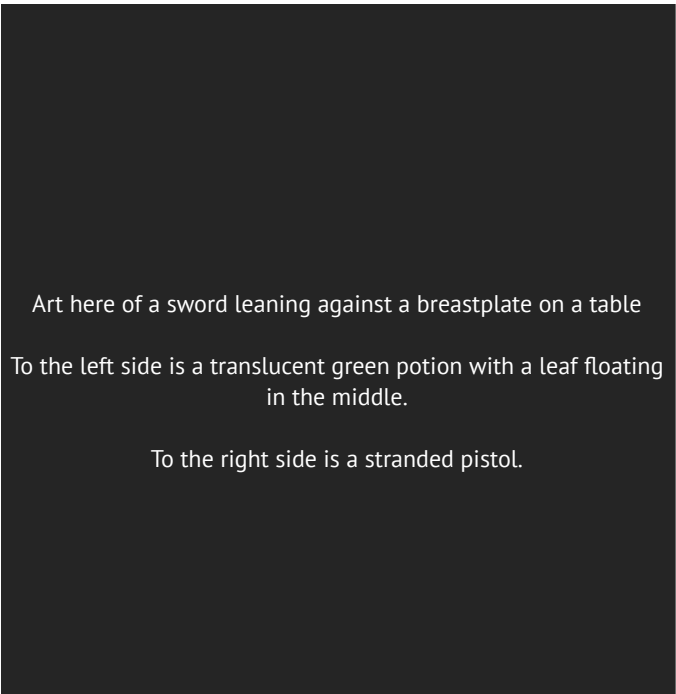 Art here of a sword leaning against a breastplate on a table
To the left side is a translucent green potion with a leaf floating
in the middle.
To the right side is a stranded pistol.